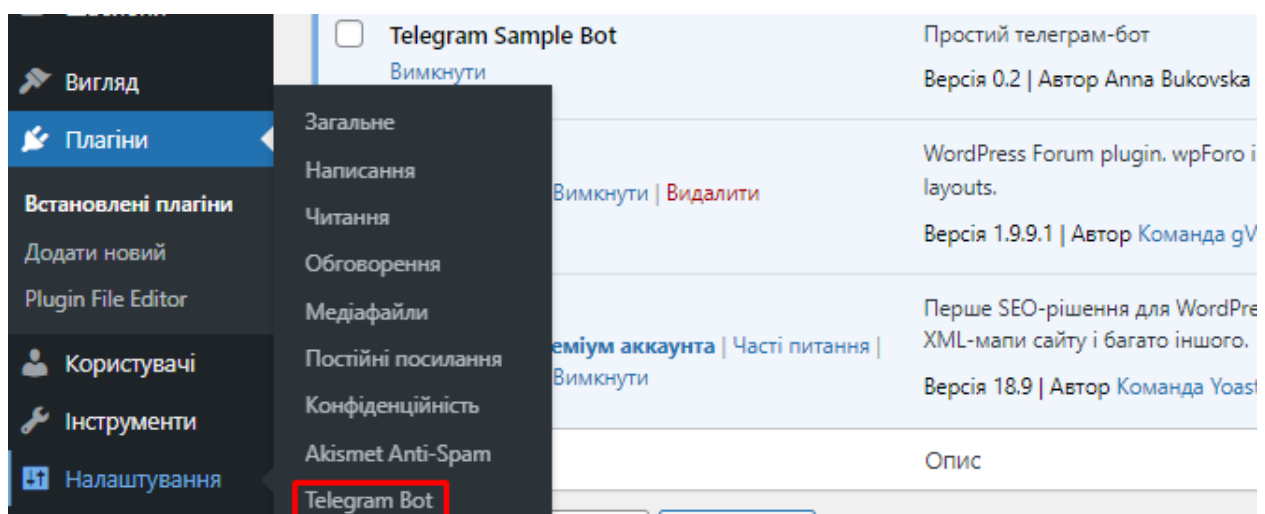 Вигляд
Плагіни
Встановлені плагіни
Додати новий
Plugin File Editor
Користувачі
Інструменти
Налаштування
Загальне
Написання
Читання
Обговорення
Медіафайли
Постійні посилання
Конфіденційність
Akismet Anti-Spam
Telegram Bot
Telegram Sample Bot
Вимкнути
Простий телеграм-бот
Версія 0.2 | Автор Anna Bukovska
Вимкнути | Видалити
WordPress Forum plugin. wpForo i
layouts.
Версія 1.9.9.1 | Автор Команда gV
еміум аккаунта | Часті питання |
Вимкнути
Перше SEO-рішення для WordPre
XML-мапи сайту і багато іншого.
Версія 18.9 | Автор Команда Yoast
Опис